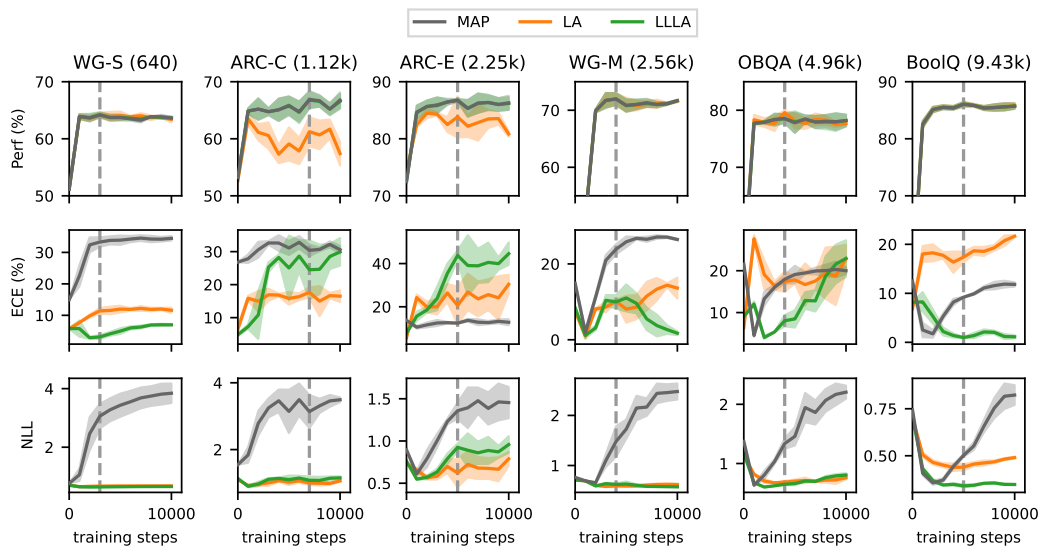 MAP LA LLLA
WG-S (640) ARC-C (1.12k) ARC-E (2.25k) WG-M (2.56k) OBQA (4.96k) BoolQ (9.43k)
Perf (%)
70 60 50
70 65 60 55 50
90 80 70
70 60
80 70 60
90 80 70
ECE (%)
30 20 10
30 20 10
40 20
20 0
20 10
20 10 0
NLL
4 2
4 2
1.5 1.0 0.5
2 1
2 1
0.75 0.50
0 10000 0 10000 0 10000 0 10000 0 10000 0 10000
training steps training steps training steps training steps training steps training steps